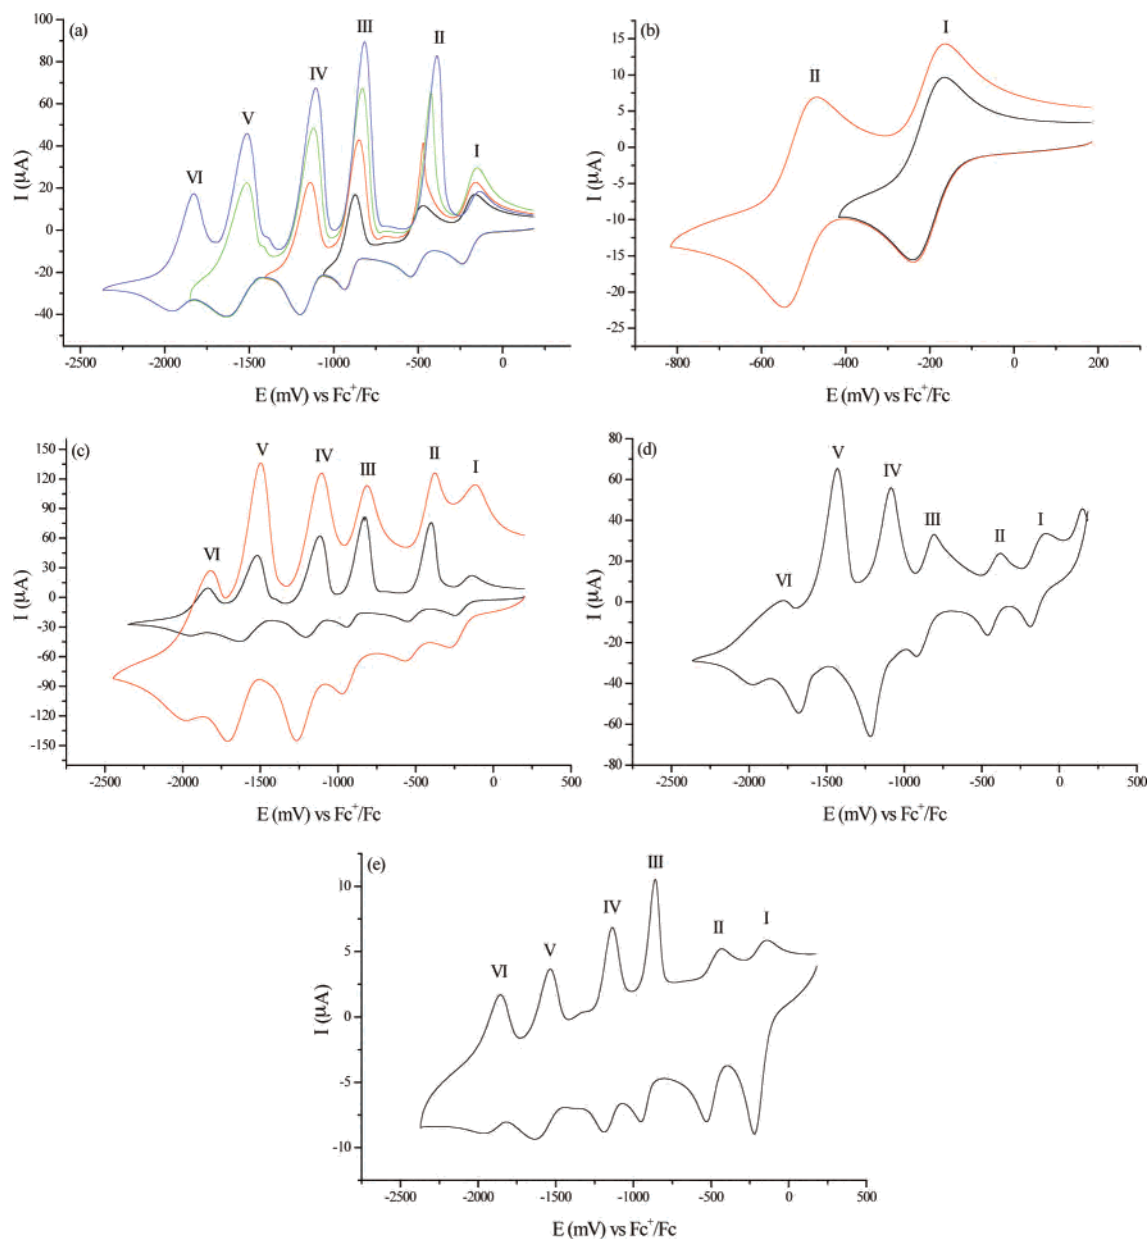 (a)
III
II
IV
V
VI
I
100
80
60
40
20
0
-20
-40
I (μA)
-2500 -2000 -1500 -1000 -500 0
E (mV) vs Fc⁺/Fc
(b)
I
II
15
10
5
0
-5
-10
-15
-20
-25
I (μA)
-800 -600 -400 -200 0 200
E (mV) vs Fc⁺/Fc
(c)
V
IV
III
II
I
VI
150
120
90
60
30
0
-30
-60
-90
-120
-150
I (μA)
-2500 -2000 -1500 -1000 -500 0 500
E (mV) vs Fc⁺/Fc
(d)
V
IV
III
II
I
VI
80
60
40
20
0
-20
-40
-60
-80
I (μA)
-2500 -2000 -1500 -1000 -500 0 500
E (mV) vs Fc⁺/Fc
(e)
III
IV
V
VI
II
I
10
5
0
-5
-10
I (μA)
-2500 -2000 -1500 -1000 -500 0 500
E (mV) vs Fc⁺/Fc